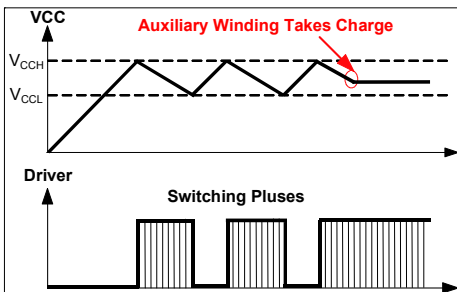 VCC
Auxiliary Winding Takes Charge
VCCH
VCCL
Driver
Switching Pluses